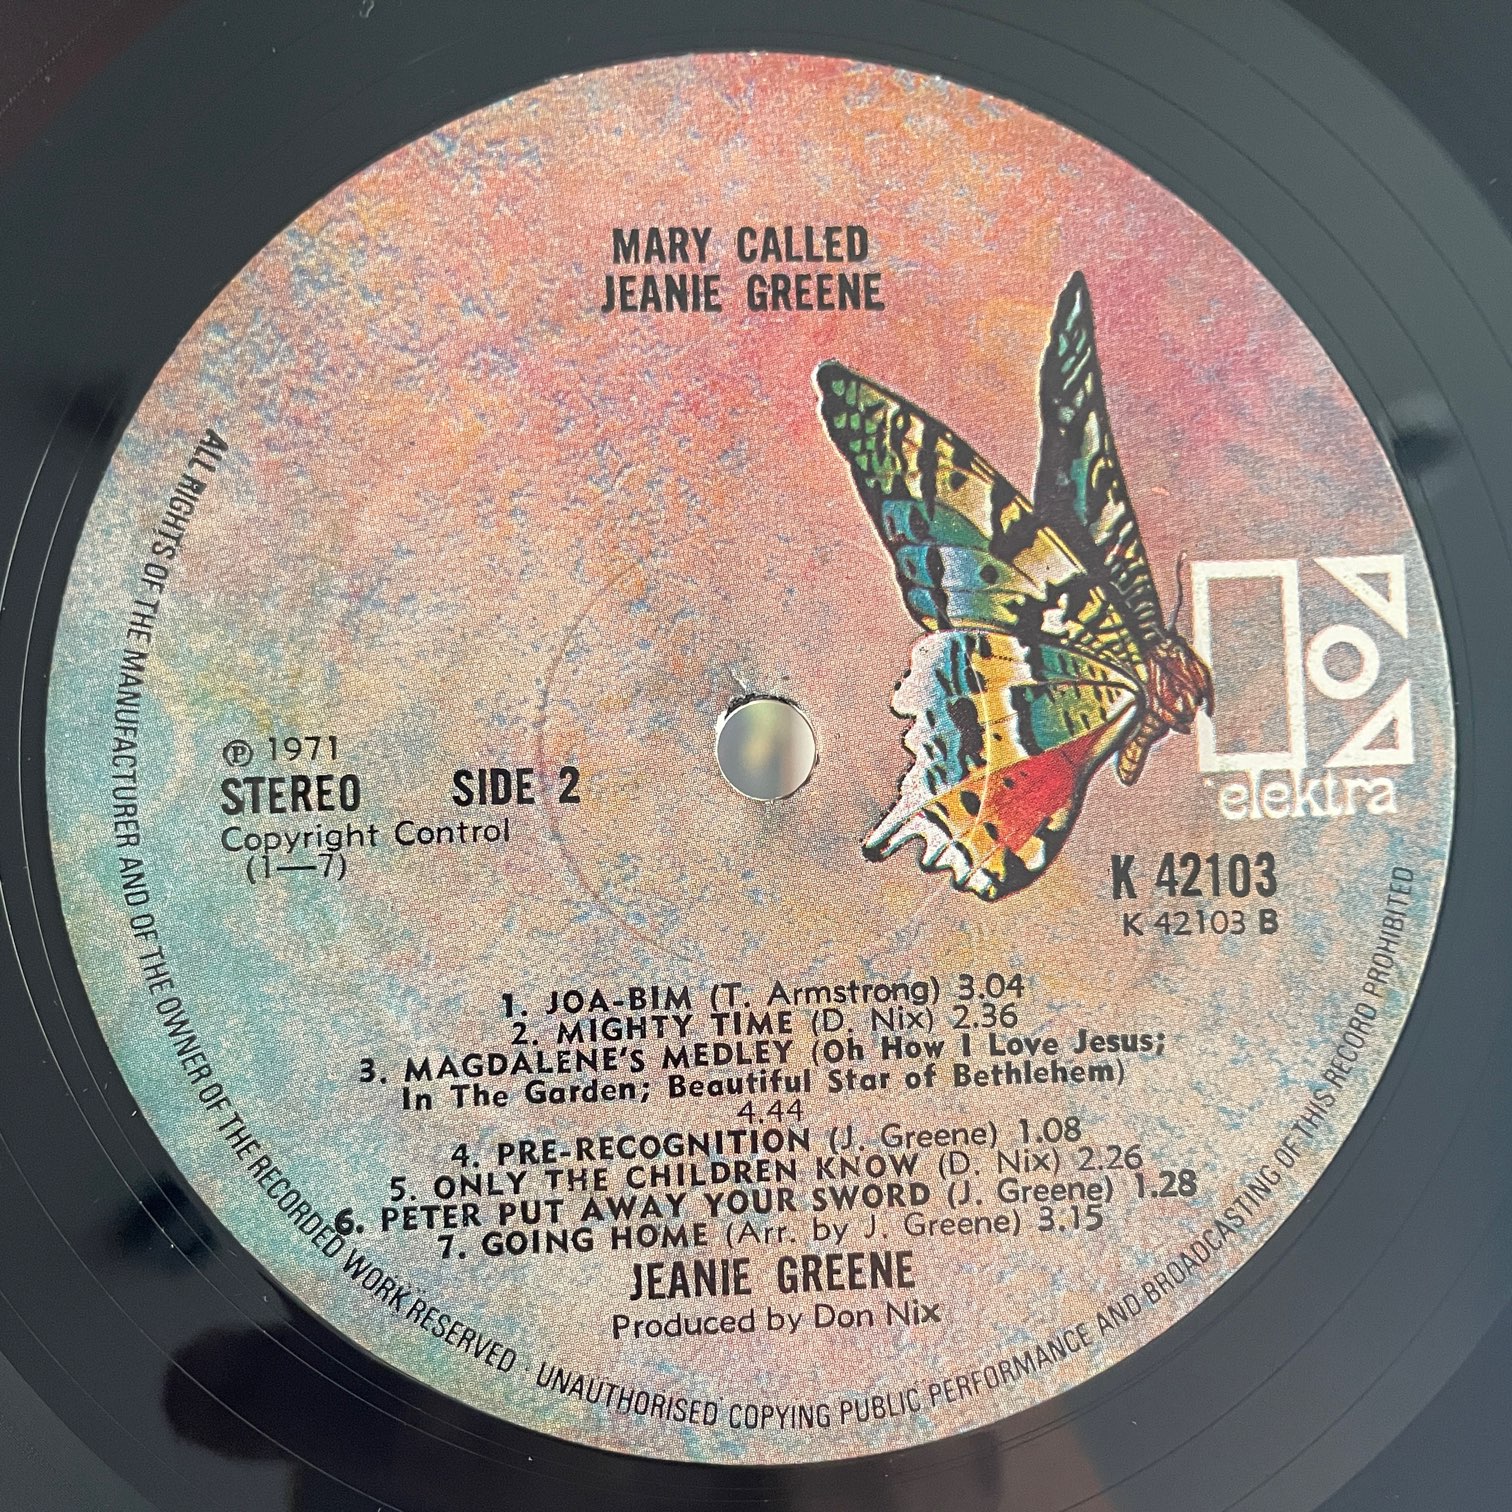 MARY CALLED
JEANIE GREENE
elektra
℗ 1971
STEREO SIDE 2
Copyright Control
(1—7)
K 42103
K 42103 B
1. JOA-BIM (T. Armstrong) 3.04
2. MIGHTY TIME (D. Nix) 2.36
3. MAGDALENE'S MEDLEY (Oh How I Love Jesus;
In The Garden; Beautiful Star of Bethlehem)
4.44
4. PRE-RECOGNITION (J. Greene) 1.08
5. ONLY THE CHILDREN KNOW (D. Nix) 2.26
6. PETER PUT AWAY YOUR SWORD (J. Greene) 1.28
7. GOING HOME (Arr. by J. Greene) 3.15
JEANIE GREENE
Produced by Don Nix
ALL RIGHTS OF THE MANUFACTURER AND OF THE OWNER OF THE RECORDED WORK RESERVED · UNAUTHORISED COPYING PUBLIC PERFORMANCE AND BROADCASTING OF THIS RECORD PROHIBITED